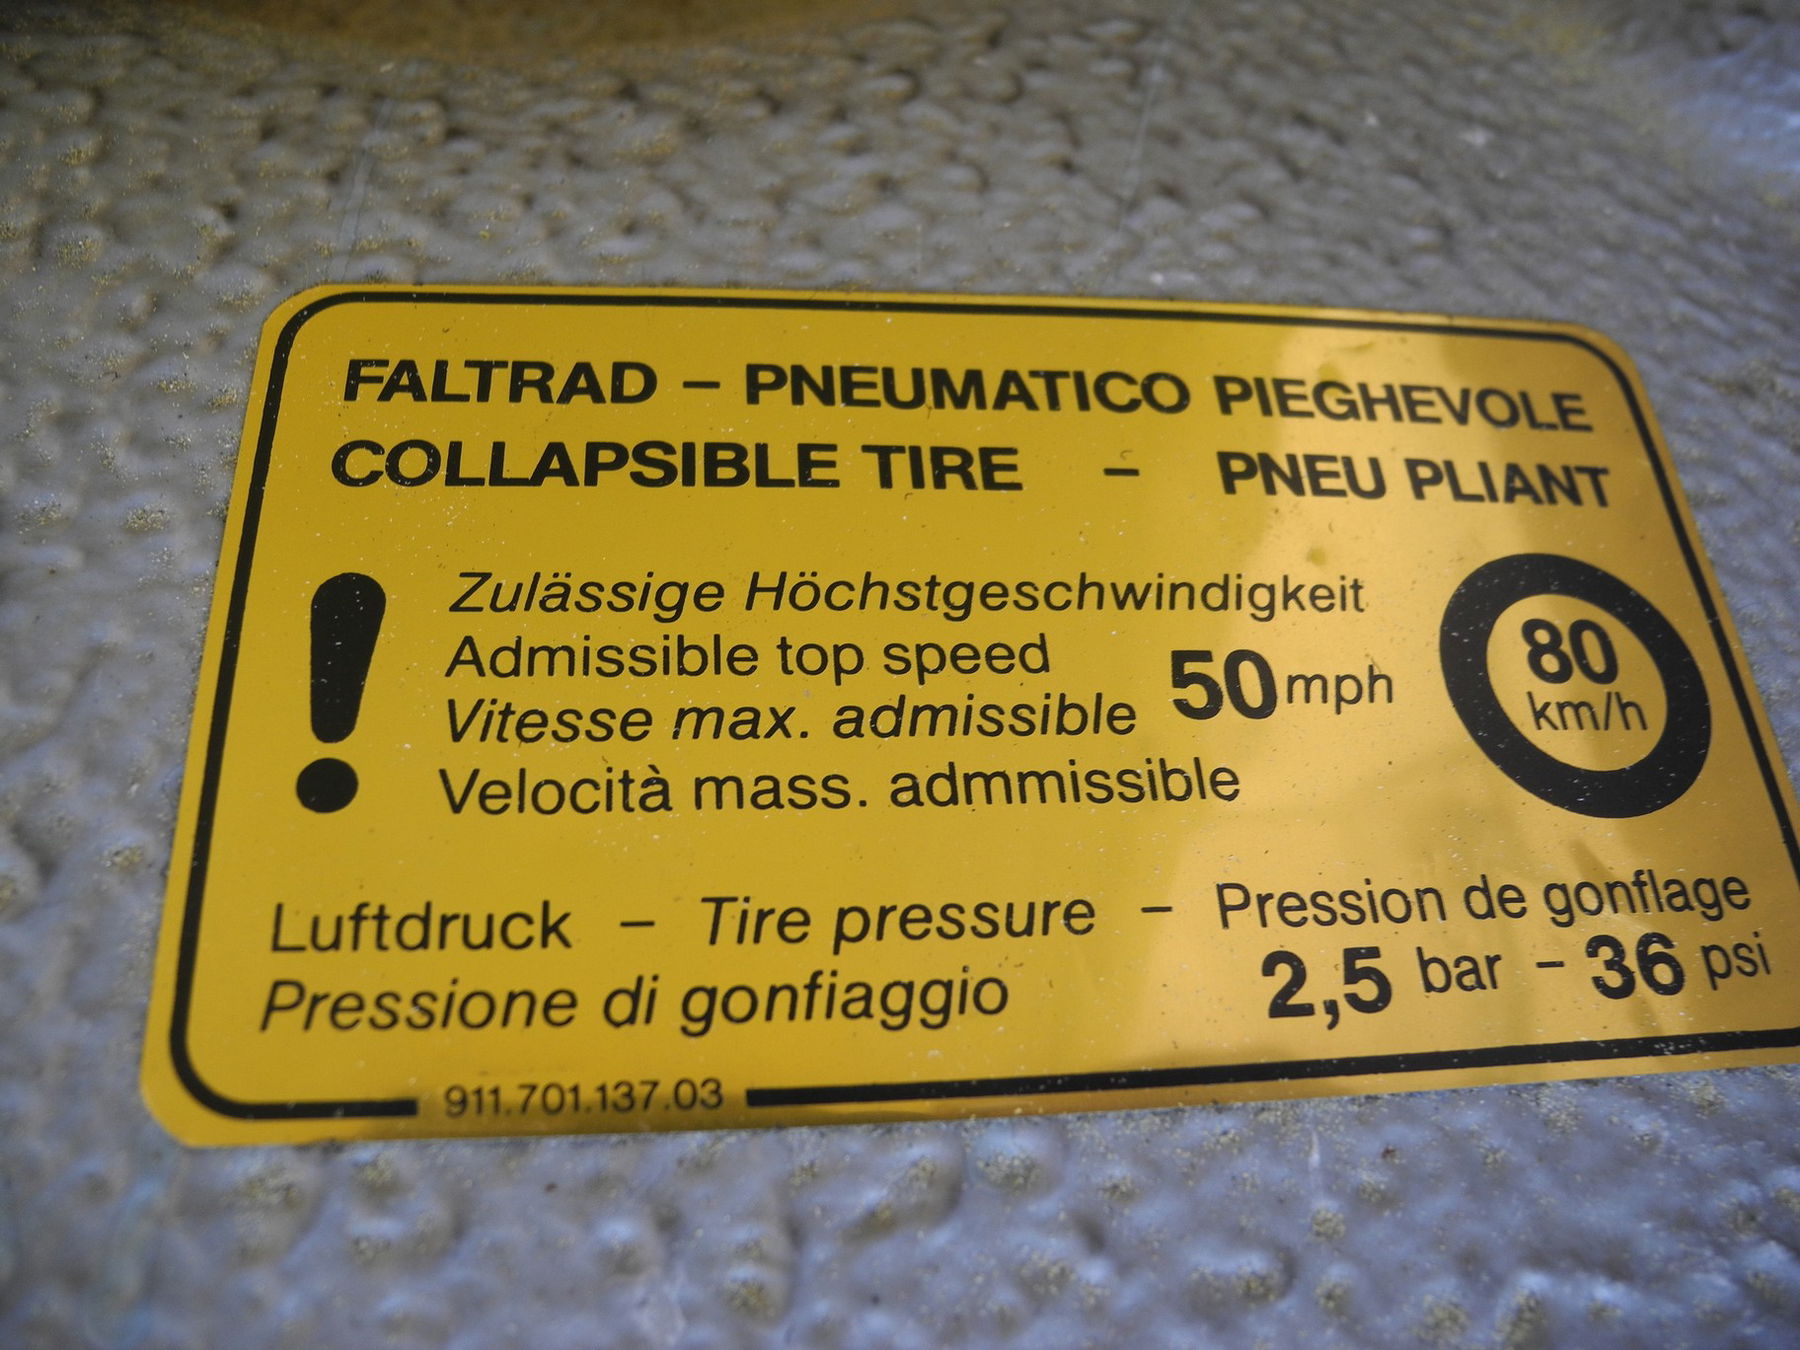 FALTRAD – PNEUMATICO PIEGHEVOLE
COLLAPSIBLE TIRE – PNEU PLIANT
! Zulässige Höchstgeschwindigkeit
Admissible top speed
Vitesse max. admissible 50 mph
Velocità mass. admmissible
80
km/h
Luftdruck – Tire pressure – Pression de gonflage
Pressione di gonfiaggio 2,5 bar – 36 psi
911.701.137.03